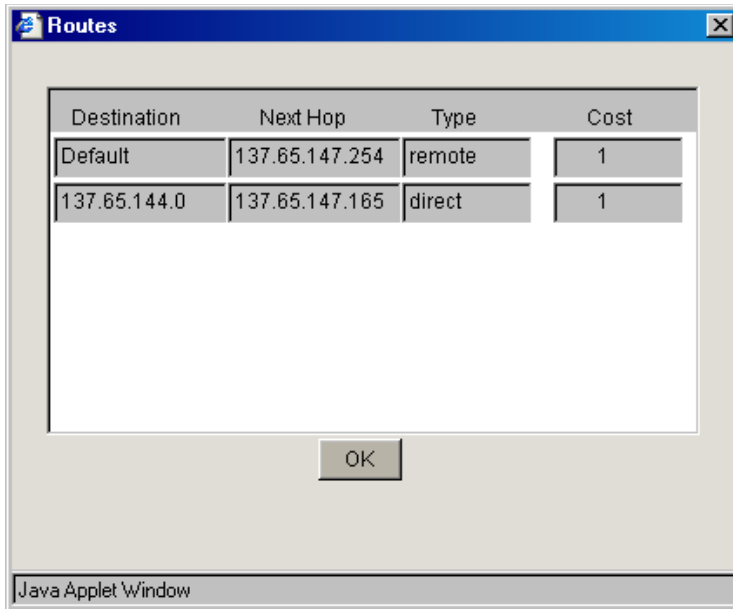 Routes
Destination Next Hop Type Cost
Default 137.65.147.254 remote 1
137.65.144.0 137.65.147.165 direct 1
OK
Java Applet Window